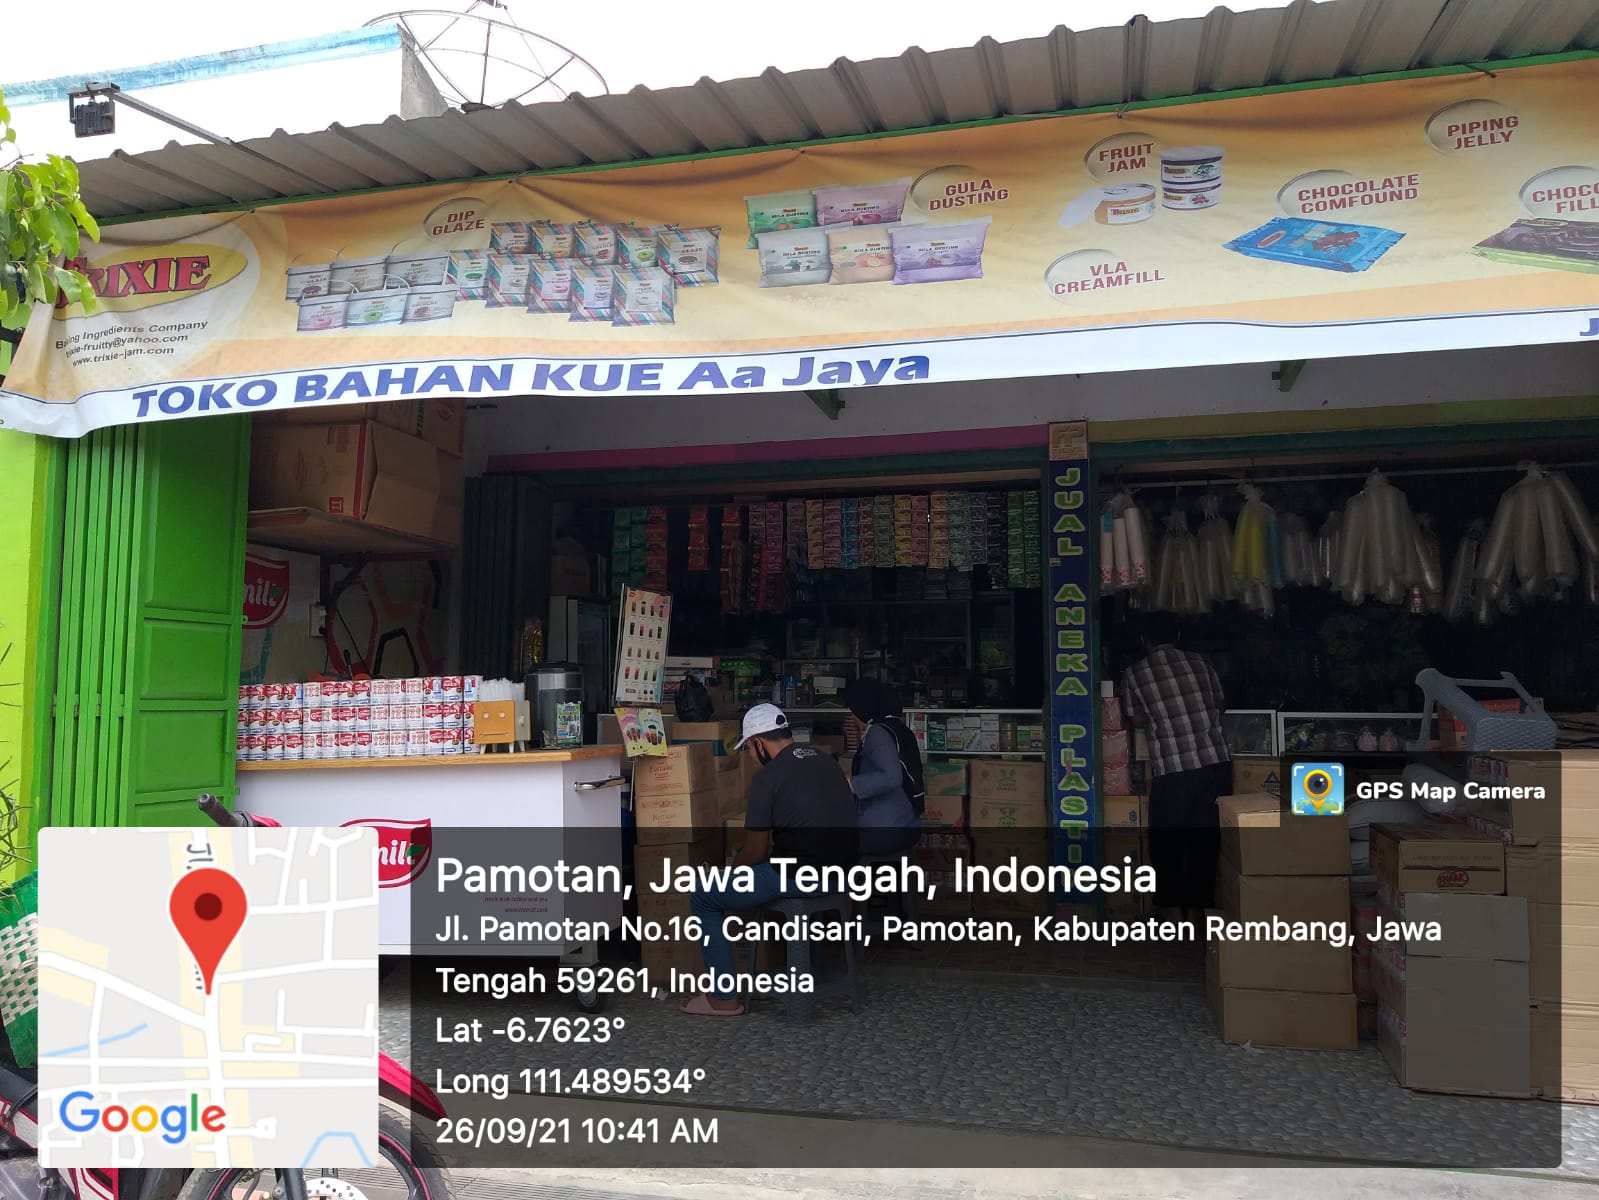 TRIXIE
Baking Ingredients Company
trixie-fruitty@yahoo.com
www.trixie-jam.com
DIP
GLAZE
GULA
DUSTING
FRUIT
JAM
VLA
CREAMFILL
CHOCOLATE
COMFOUND
PIPING
JELLY
CHOC
FILL
TOKO BAHAN KUE Aa Jaya
JUAL ANEKA PLASTI
GPS Map Camera
Pamotan, Jawa Tengah, Indonesia
Jl. Pamotan No.16, Candisari, Pamotan, Kabupaten Rembang, Jawa
Tengah 59261, Indonesia
Lat -6.7623°
Long 111.489534°
26/09/21 10:41 AM
Google